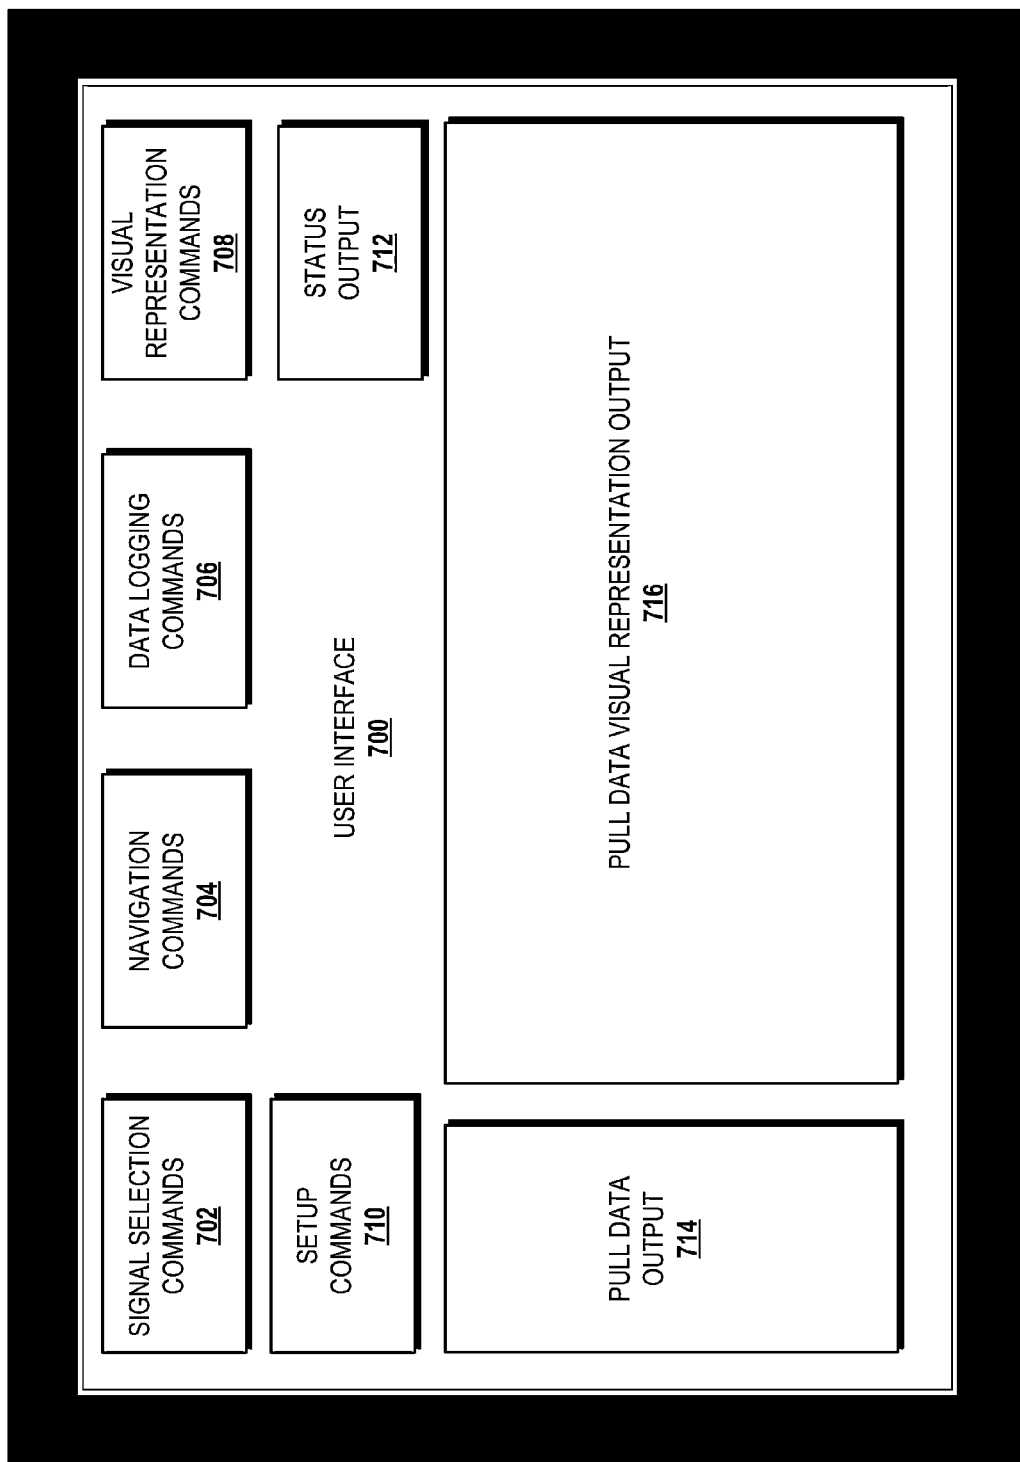 SIGNAL SELECTION
COMMANDS
702
NAVIGATION
COMMANDS
704
DATA LOGGING
COMMANDS
706
VISUAL
REPRESENTATION
COMMANDS
708
SETUP
COMMANDS
710
USER INTERFACE
700
STATUS
OUTPUT
712
PULL DATA
OUTPUT
714
PULL DATA VISUAL REPRESENTATION OUTPUT
716